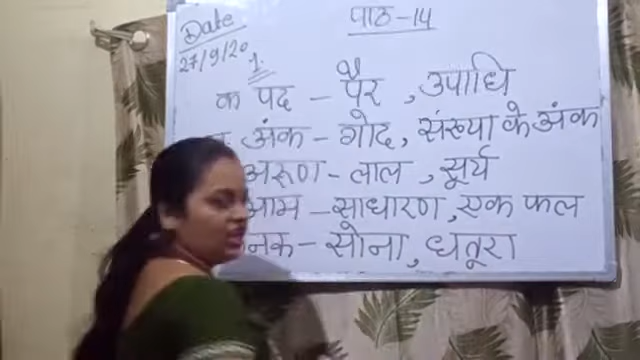 Date
27/9/20
पाठ-14
1.
क पद - पैर, उपाधि
अंक - गोद, संख्या के अंक
अरूण - लाल, सूर्य
आम - साधारण, एक फल
नक - सोना, धतूरा